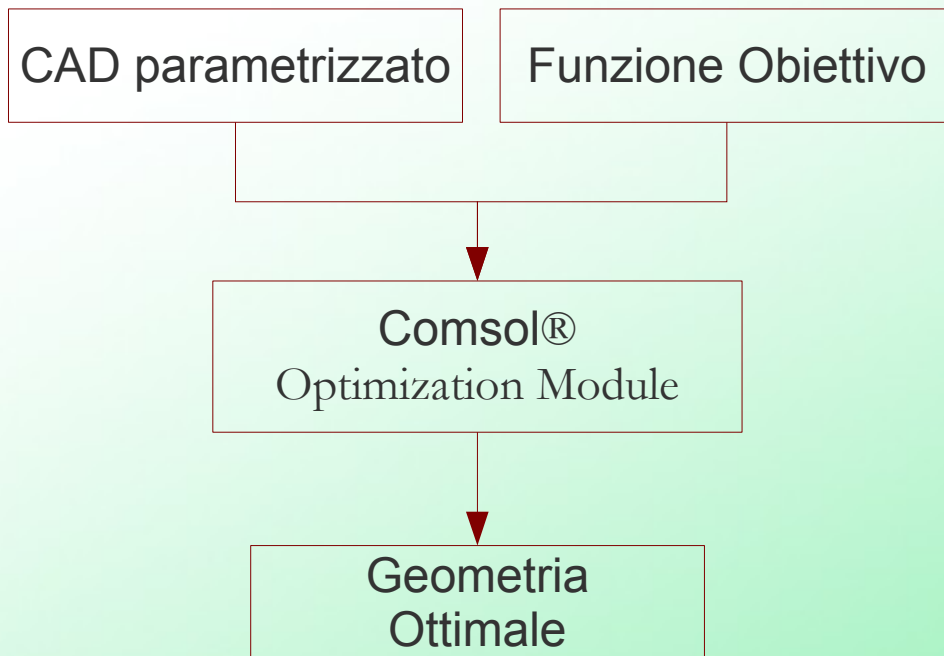 CAD parametrizzato
Funzione Obiettivo
Comsol®
Optimization Module
Geometria
Ottimale